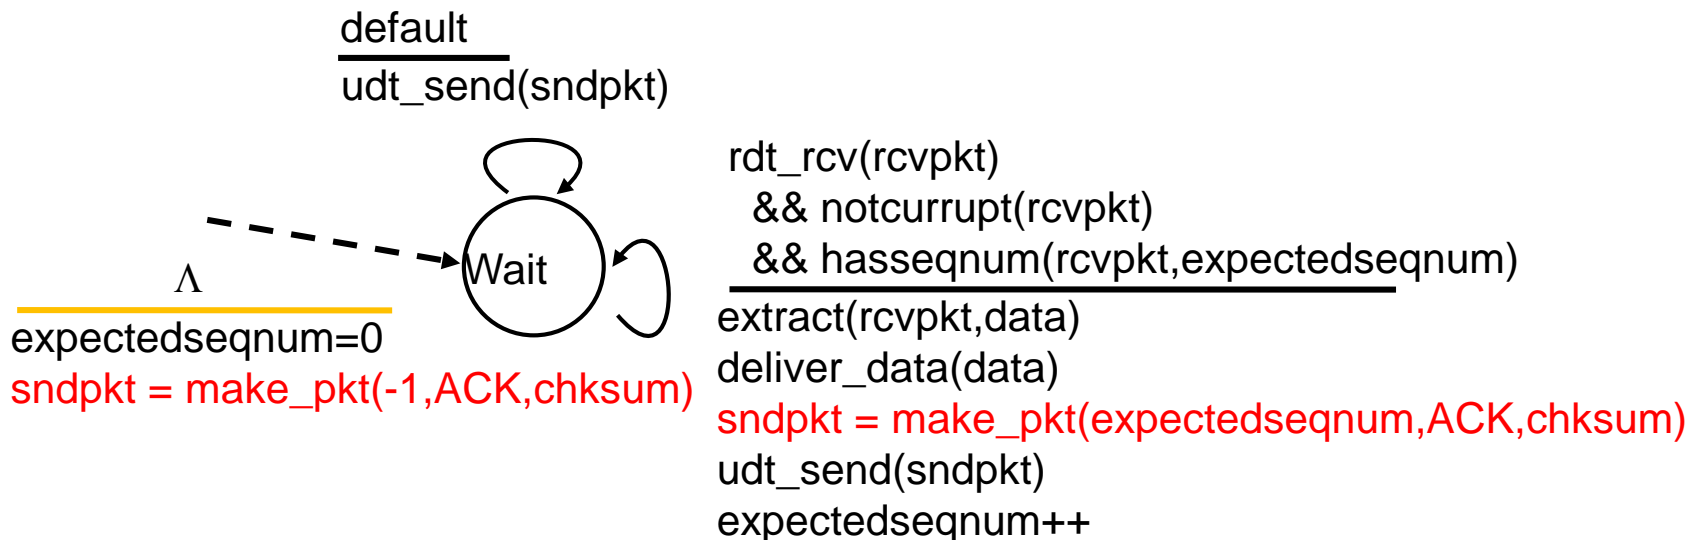 default
udt_send(sndpkt)
rdt_rcv(rcvpkt)
&& notcurrupt(rcvpkt)
&& hasseqnum(rcvpkt,expectedseqnum)
Wait
Λ
expectedseqnum=0
sndpkt = make_pkt(-1,ACK,chksum)
extract(rcvpkt,data)
deliver_data(data)
sndpkt = make_pkt(expectedseqnum,ACK,chksum)
udt_send(sndpkt)
expectedseqnum++